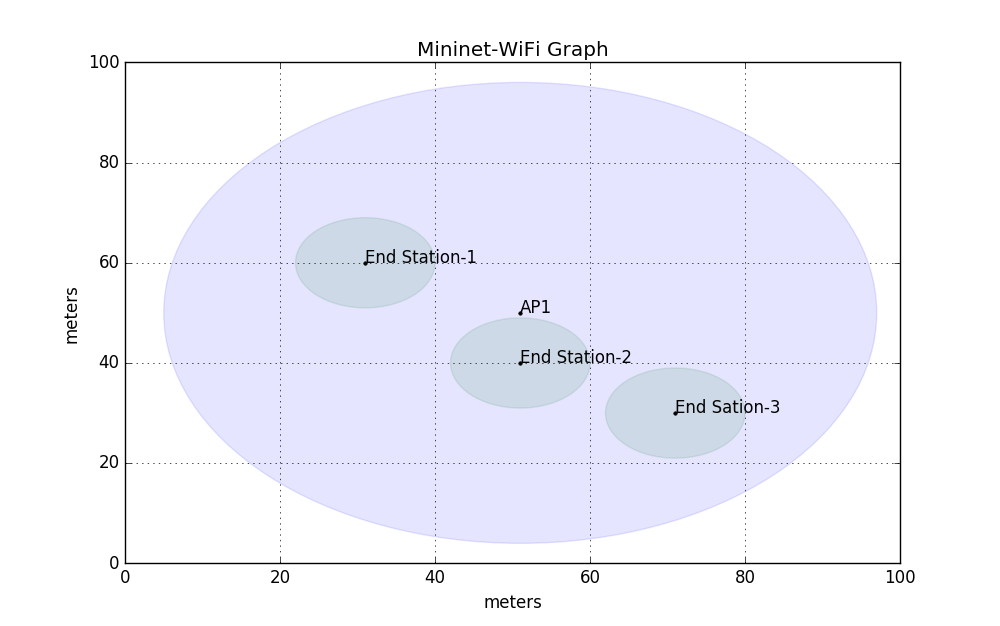 Mininet-WiFi Graph
100
80
60
40
20
0
meters
End Station-1
AP1
End Station-2
End Sation-3
0 20 40 60 80 100
meters